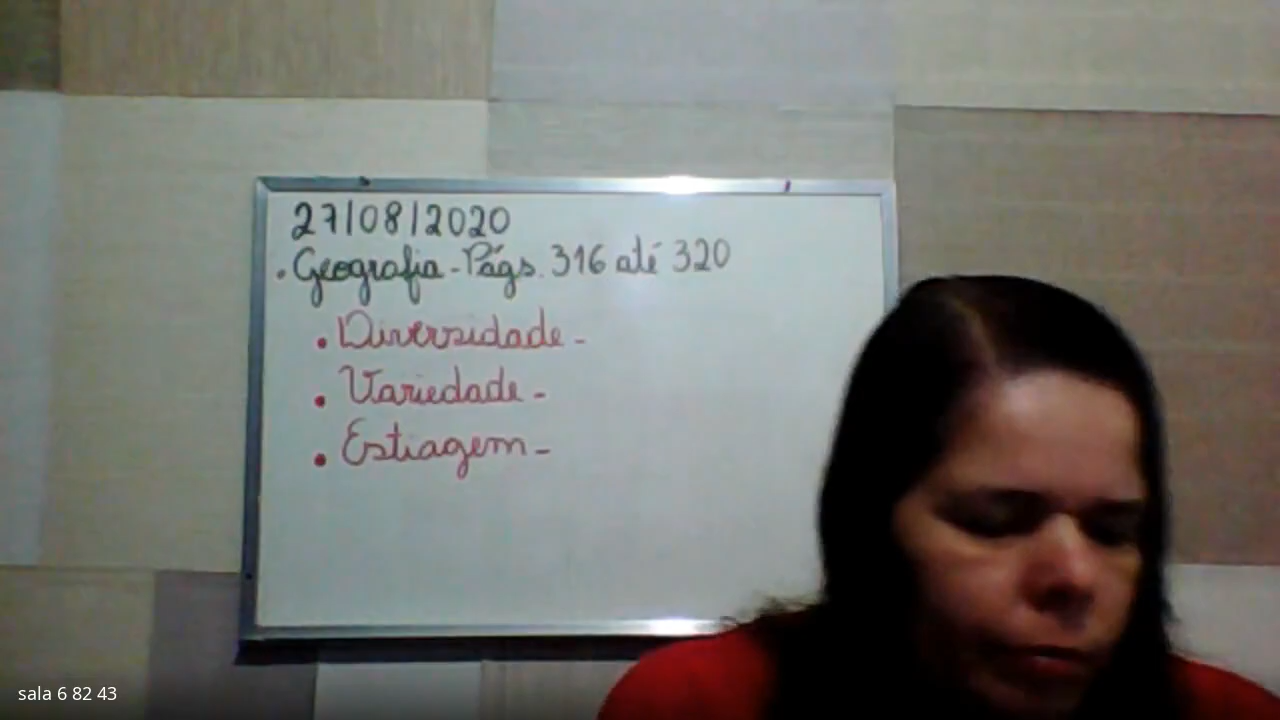 27/08/2020
. Geografia - Págs. 316 até 320
• Diversidade -
• Variedade -
• Estiagem -
sala 6 82 43